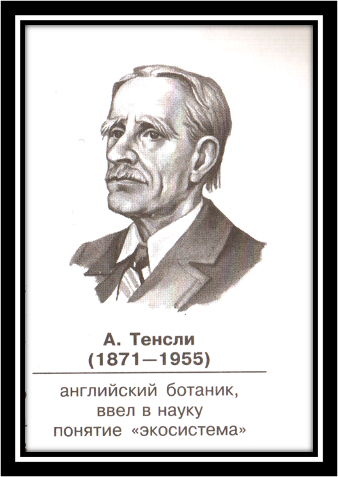 А. Тенсли
(1871—1955)
английский ботаник,
ввел в науку
понятие «экосистема»